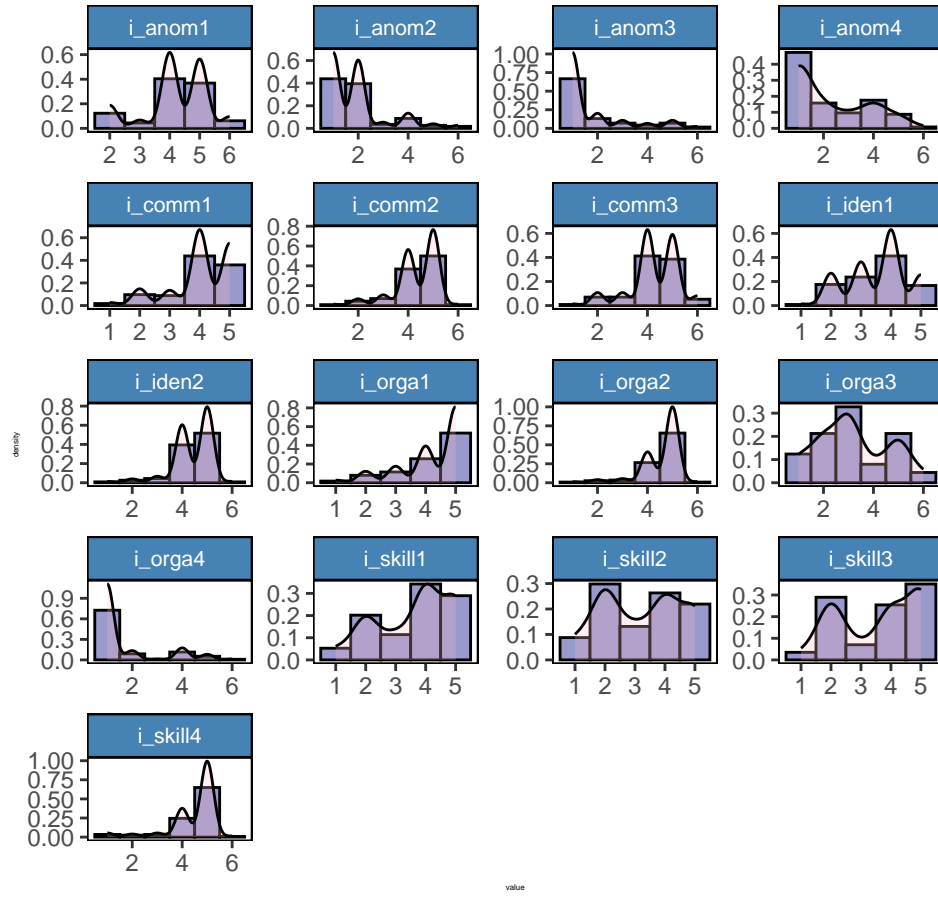 i_anom1 i_anom2 i_anom3 i_anom4
0.6 0.4 0.2 0.0
0.6 0.4 0.2 0.0
1.00 0.75 0.50 0.25 0.00
0.4 0.3 0.2 0.1 0.0
2 3 4 5 6
2 4 6
2 4 6
2 4 6
i_comm1 i_comm2 i_comm3 i_iden1
0.6 0.4 0.2 0.0
0.8 0.6 0.4 0.2 0.0
0.6 0.4 0.2 0.0
0.6 0.4 0.2 0.0
1 2 3 4 5
2 4 6
2 4 6
1 2 3 4 5
i_iden2 i_orga1 i_orga2 i_orga3
0.8 0.6 0.4 0.2 0.0
0.8 0.6 0.4 0.2 0.0
1.00 0.75 0.50 0.25 0.00
0.3 0.2 0.1 0.0
2 4 6
1 2 3 4 5
2 4 6
2 4 6
density
i_orga4 i_skill1 i_skill2 i_skill3
0.9 0.6 0.3 0.0
0.3 0.2 0.1 0.0
0.3 0.2 0.1 0.0
0.3 0.2 0.1 0.0
2 4 6
1 2 3 4 5
1 2 3 4 5
1 2 3 4 5
i_skill4
1.00 0.75 0.50 0.25 0.00
2 4 6
value